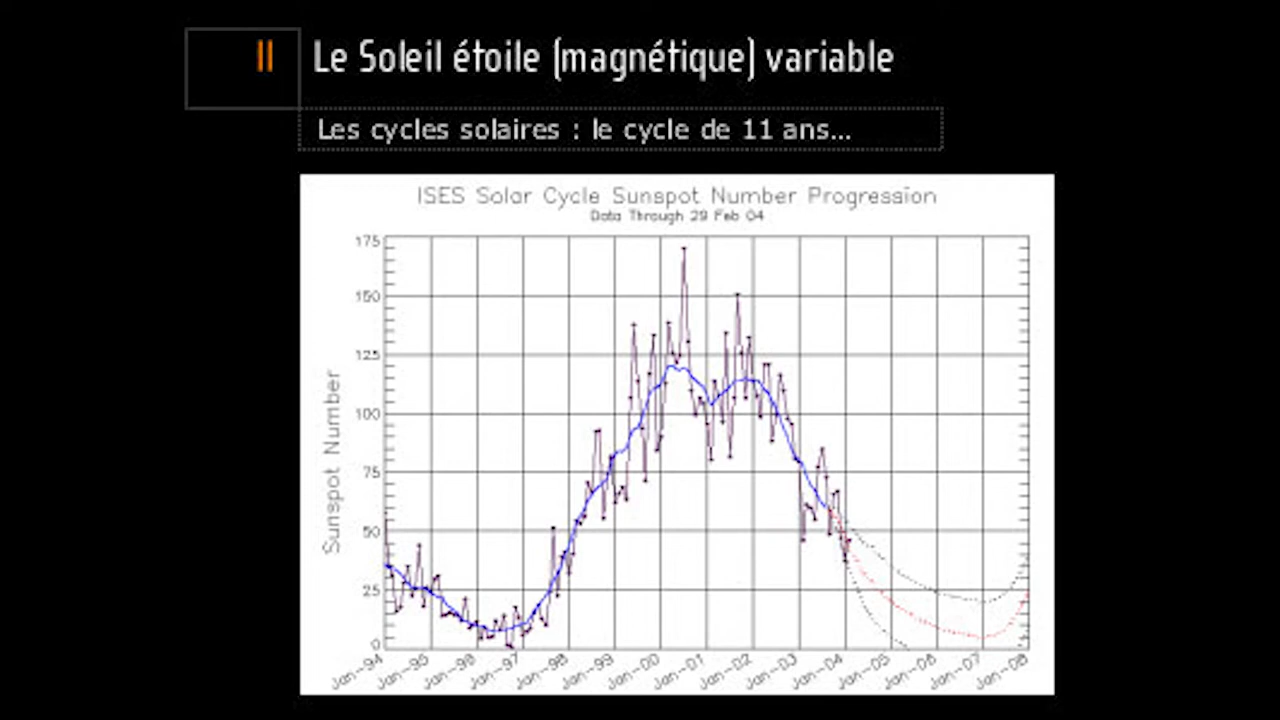 II
Le Soleil étoile (magnétique) variable
Les cycles solaires : le cycle de 11 ans...
ISES Solar Cycle Sunspot Number Progression
Data Through 29 Feb 04
175
150
125
100
75
50
25
0
Sunspot Number
Jan-94 Jan-95 Jan-96 Jan-97 Jan-98 Jan-99 Jan-00 Jan-01 Jan-02 Jan-03 Jan-04 Jan-05 Jan-06 Jan-07 Jan-08